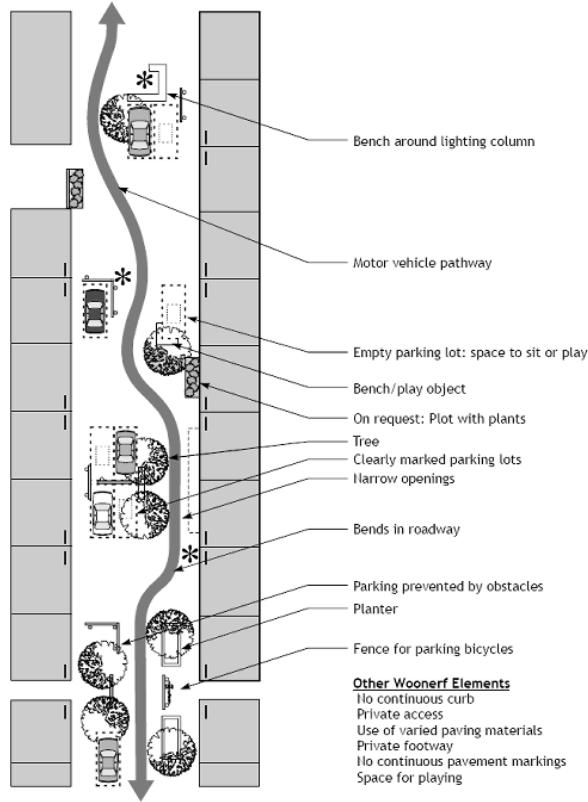 Bench around lighting column
Motor vehicle pathway
Empty parking lot: space to sit or play
Bench/play object
On request: Plot with plants
Tree
Clearly marked parking lots
Narrow openings
Bends in roadway
Parking prevented by obstacles
Planter
Fence for parking bicycles
Other Woonerf Elements
No continuous curb
Private access
Use of varied paving materials
Private footway
No continuous pavement markings
Space for playing